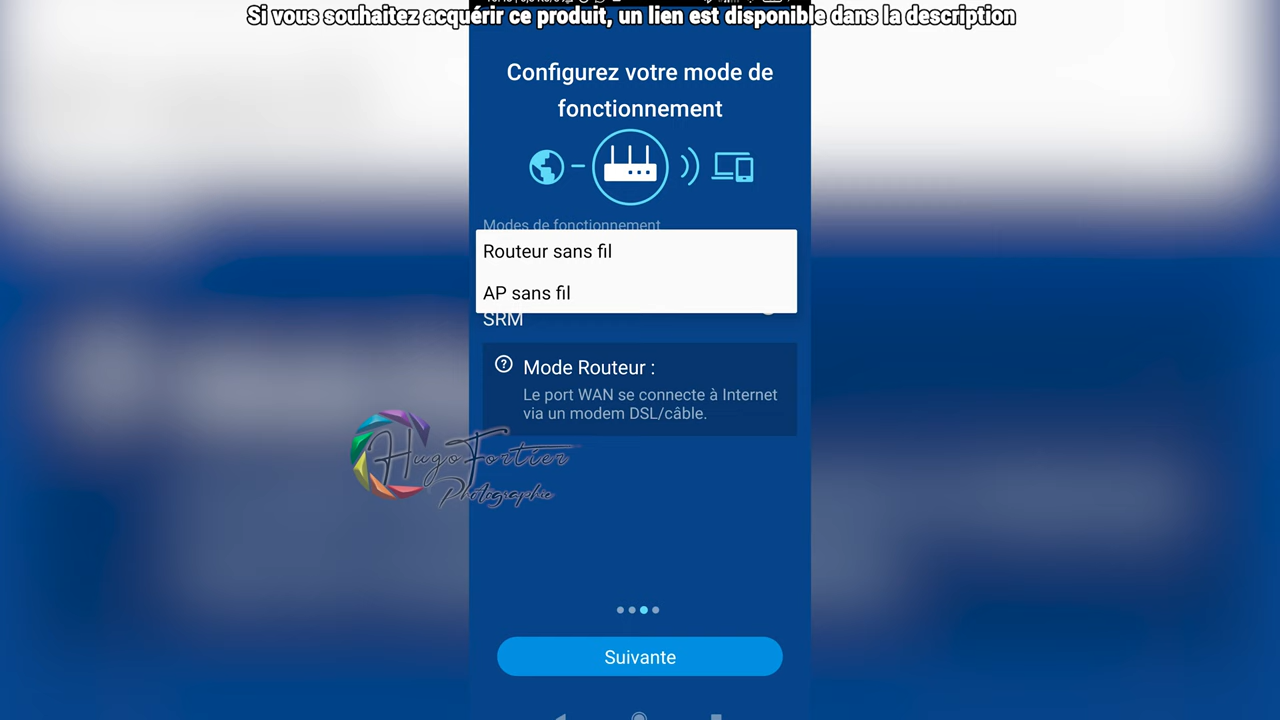 Si vous souhaitez acquérir ce produit, un lien est disponible dans la description
Configurez votre mode de
fonctionnement
Modes de fonctionnement
Routeur sans fil
AP sans fil
SRM
Mode Routeur :
Le port WAN se connecte à Internet
via un modem DSL/câble.
HugoFortier
Photographie
Suivante